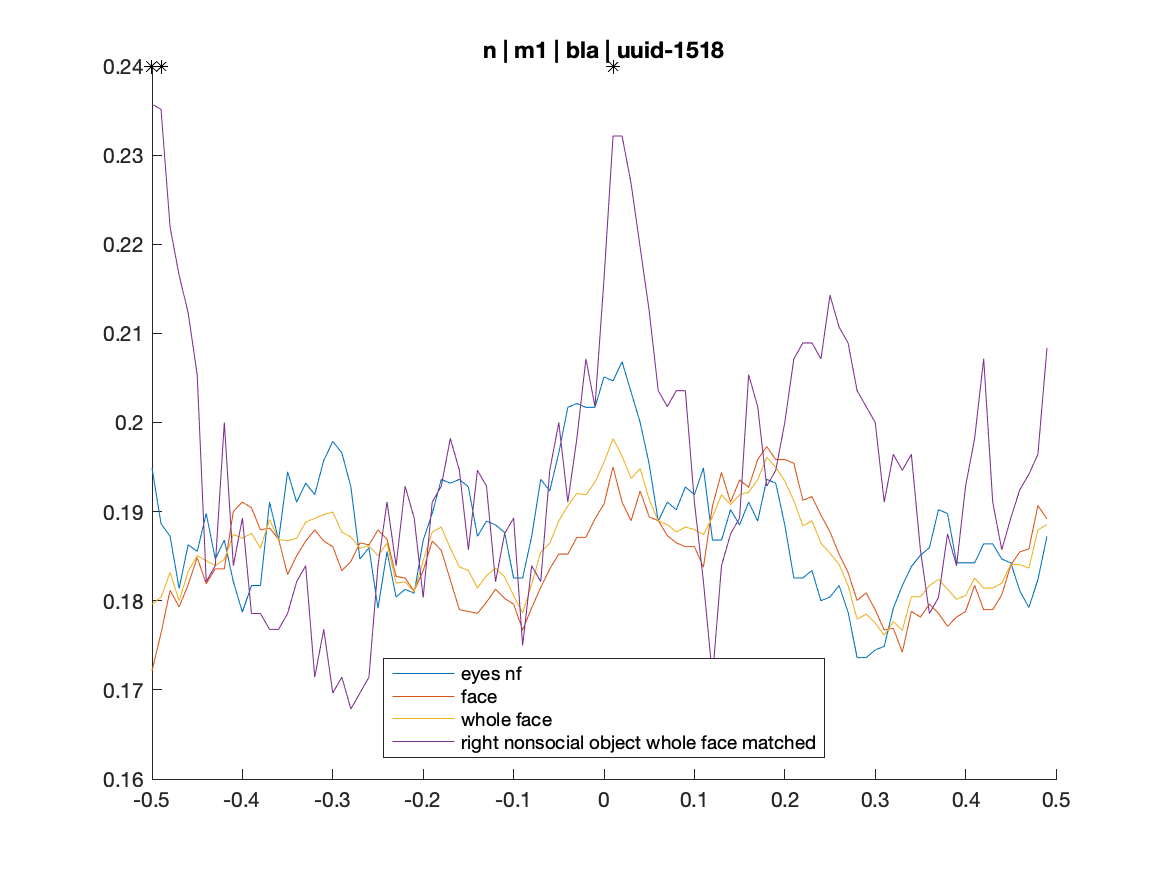 n | m1 | bla | uuid-1518
0.24
0.23
0.22
0.21
0.2
0.19
0.18
0.17
0.16
eyes nf
face
whole face
right nonsocial object whole face matched
-0.5 -0.4 -0.3 -0.2 -0.1 0 0.1 0.2 0.3 0.4 0.5